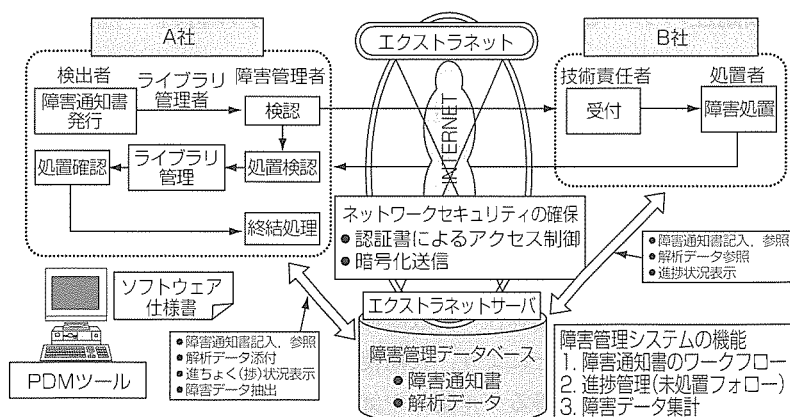 A社
エクストラネット
B社
検出者
ライブラリ
管理者
障害管理者
障害通知書
発行
検認
処置確認
ライブラリ
管理
処置検認
終結処理
INTERNET
技術責任者
処置者
受付
障害処置
ネットワークセキュリティの確保
● 認証書によるアクセス制御
● 暗号化送信
● 障害通知書記入，参照
● 解析データ参照
● 進捗状況表示
ソフトウェア
仕様書
PDMツール
● 障害通知書記入，参照
● 解析データ添付
● 進ちょく(捗)状況表示
● 障害データ抽出
エクストラネットサーバ
障害管理データベース
● 障害通知書
● 解析データ
障害管理システムの機能
1. 障害通知書のワークフロー
2. 進捗管理(未処置フォロー)
3. 障害データ集計